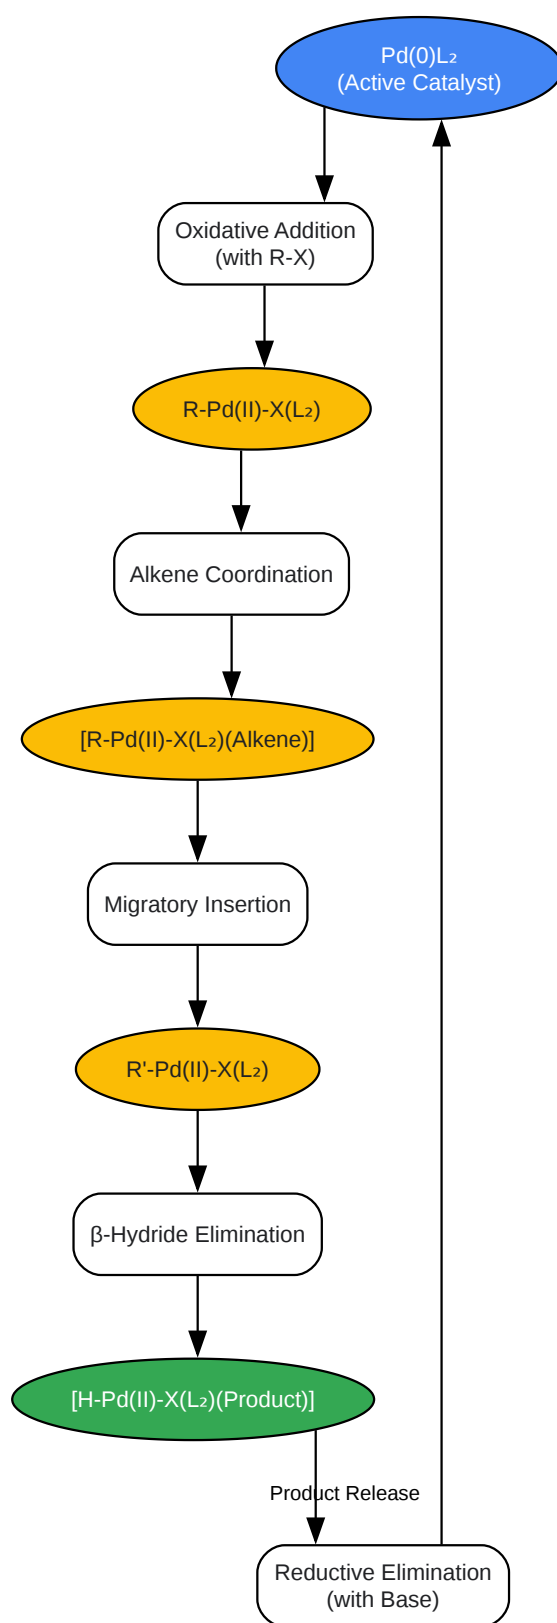 Pd(0)L₂
(Active Catalyst)
Oxidative Addition
(with R-X)
R-Pd(II)-X(L₂)
Alkene Coordination
[R-Pd(II)-X(L₂)(Alkene)]
Migratory Insertion
R'-Pd(II)-X(L₂)
β-Hydride Elimination
[H-Pd(II)-X(L₂)(Product)]
Product Release
Reductive Elimination
(with Base)